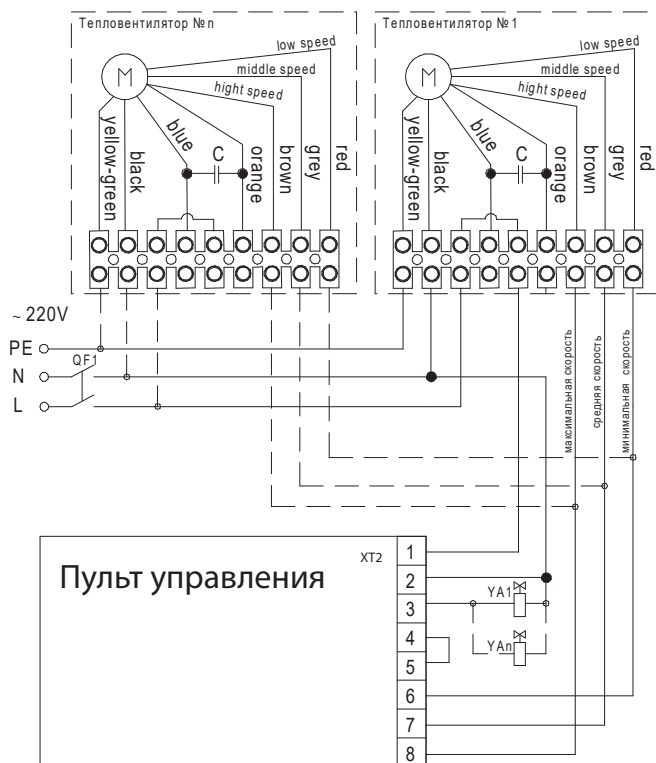 Тепловентилятор №n
Тепловентилятор №1
low speed
middle speed
hight speed
M
yellow-green
black
blue
C
orange
brown
grey
red
low speed
middle speed
hight speed
M
yellow-green
black
blue
C
orange
brown
grey
red
~ 220V
PE
QF1
N
L
максимальная скорость
средняя скорость
минимальная скорость
Пульт управления
XT2
1
2
3
4
5
6
7
8
YA1
YAn